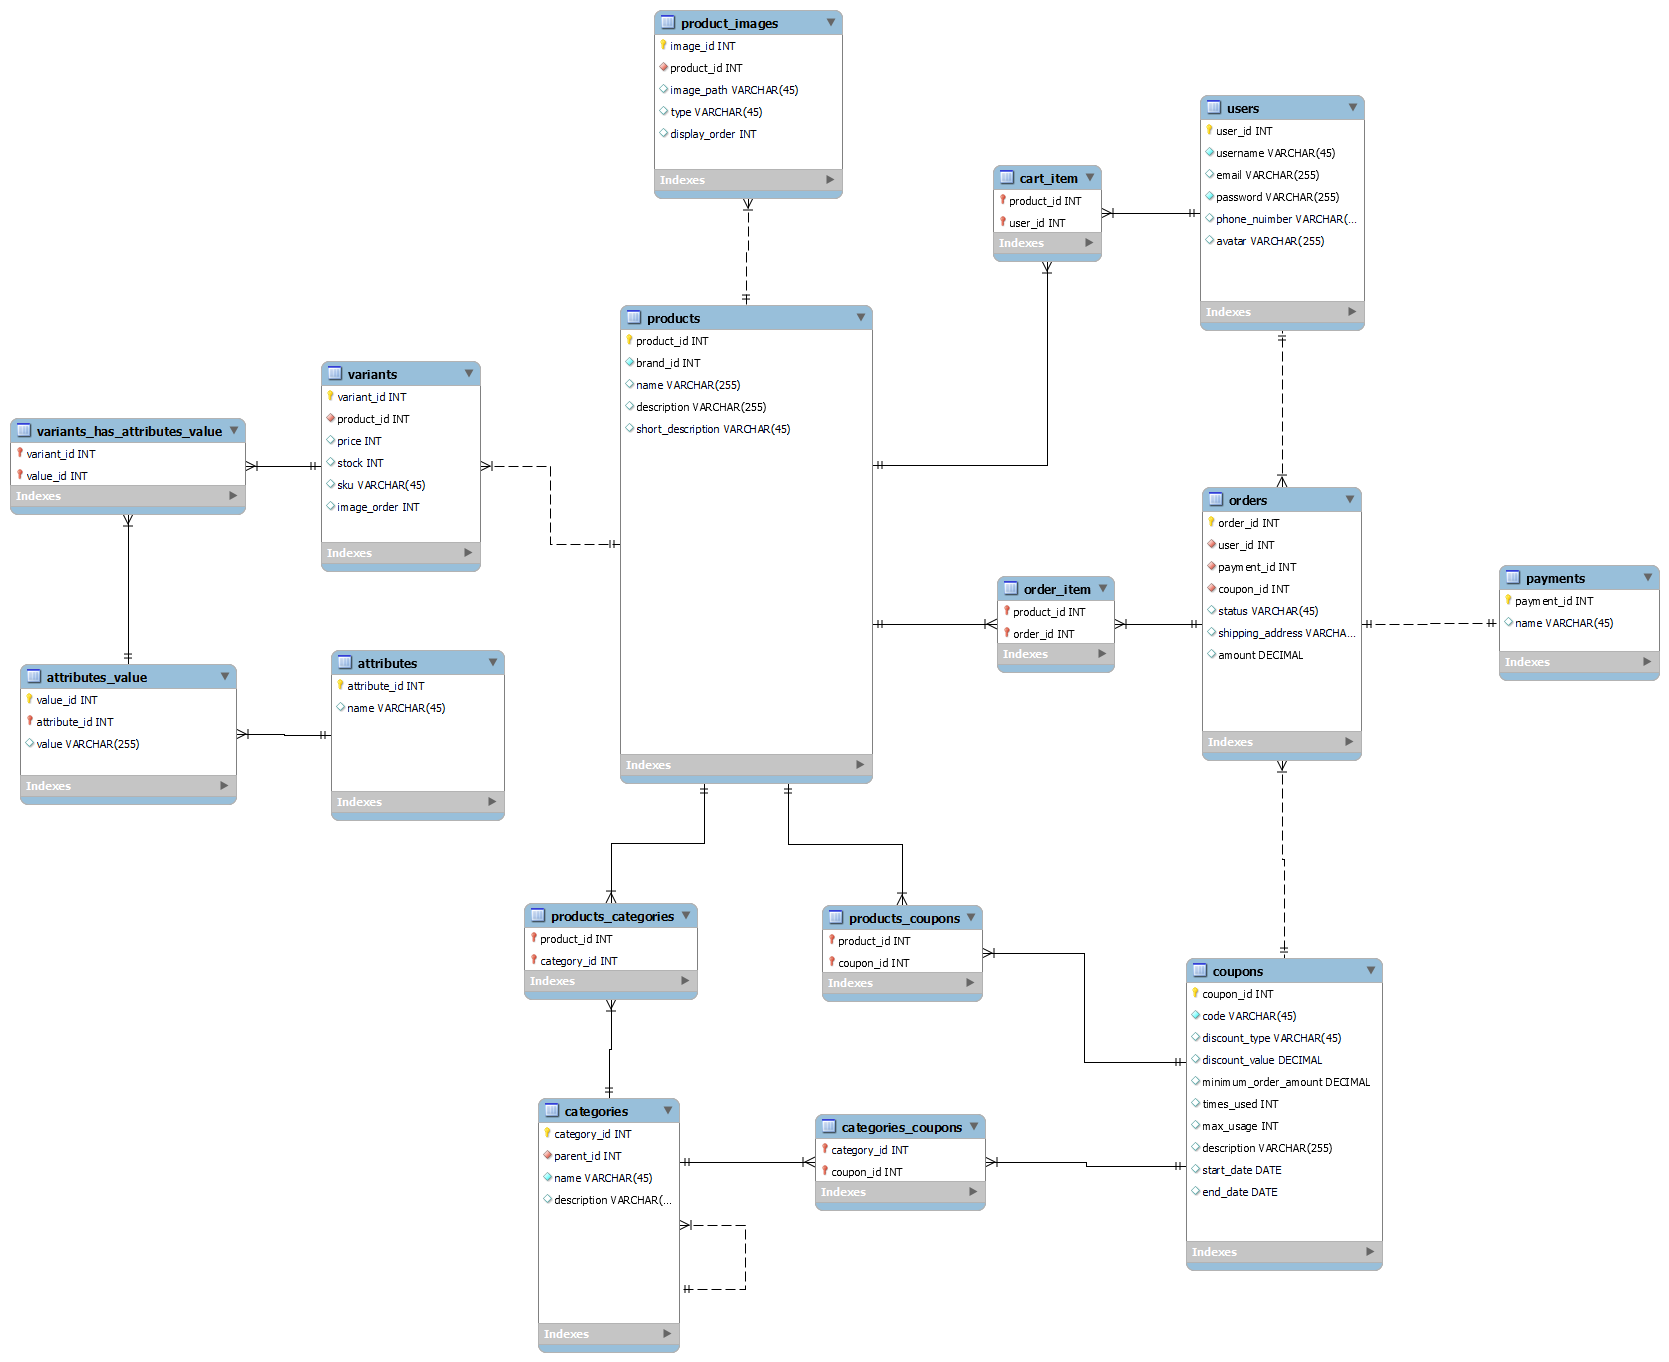 product_images
image_id INT
product_id INT
image_path VARCHAR(45)
type VARCHAR(45)
display_order INT
Indexes
users
user_id INT
username VARCHAR(45)
email VARCHAR(255)
password VARCHAR(255)
phone_nuimber VARCHAR(...
avatar VARCHAR(255)
Indexes
cart_item
product_id INT
user_id INT
Indexes
products
product_id INT
brand_id INT
name VARCHAR(255)
description VARCHAR(255)
short_description VARCHAR(45)
Indexes
variants
variant_id INT
product_id INT
price INT
stock INT
sku VARCHAR(45)
image_order INT
Indexes
variants_has_attributes_value
variant_id INT
value_id INT
Indexes
orders
order_id INT
user_id INT
payment_id INT
coupon_id INT
status VARCHAR(45)
shipping_address VARCHA...
amount DECIMAL
Indexes
order_item
product_id INT
order_id INT
Indexes
payments
payment_id INT
name VARCHAR(45)
Indexes
attributes_value
value_id INT
attribute_id INT
value VARCHAR(255)
Indexes
attributes
attribute_id INT
name VARCHAR(45)
Indexes
products_categories
product_id INT
category_id INT
Indexes
products_coupons
product_id INT
coupon_id INT
Indexes
coupons
coupon_id INT
code VARCHAR(45)
discount_type VARCHAR(45)
discount_value DECIMAL
minimum_order_amount DECIMAL
times_used INT
max_usage INT
description VARCHAR(255)
start_date DATE
end_date DATE
Indexes
categories
category_id INT
parent_id INT
name VARCHAR(45)
description VARCHAR(...
Indexes
categories_coupons
category_id INT
coupon_id INT
Indexes